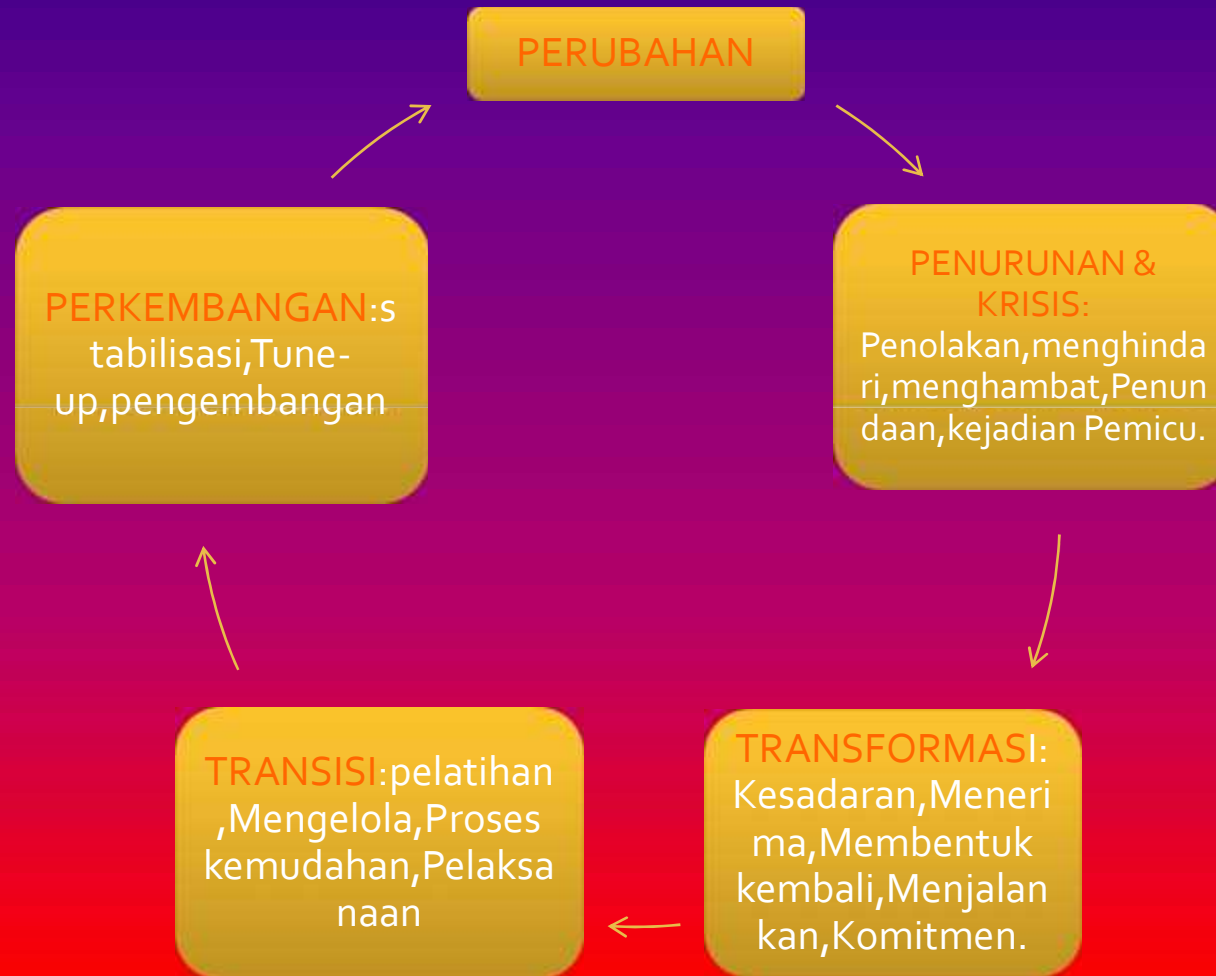 PERUBAHAN
PENURUNAN &
KRISIS:
Penolakan,menghinda
ri,menghambat,Penun
daan,kejadian Pemicu.
TRANSFORMASI:
Kesadaran,Meneri
ma,Membentuk
kembali,Menjalan
kan,Komitmen.
TRANSISI:pelatihan
,Mengelola,Proses
kemudahan,Pelaksa
naan
PERKEMBANGAN:s
tabilisasi,Tune-
up,pengembangan